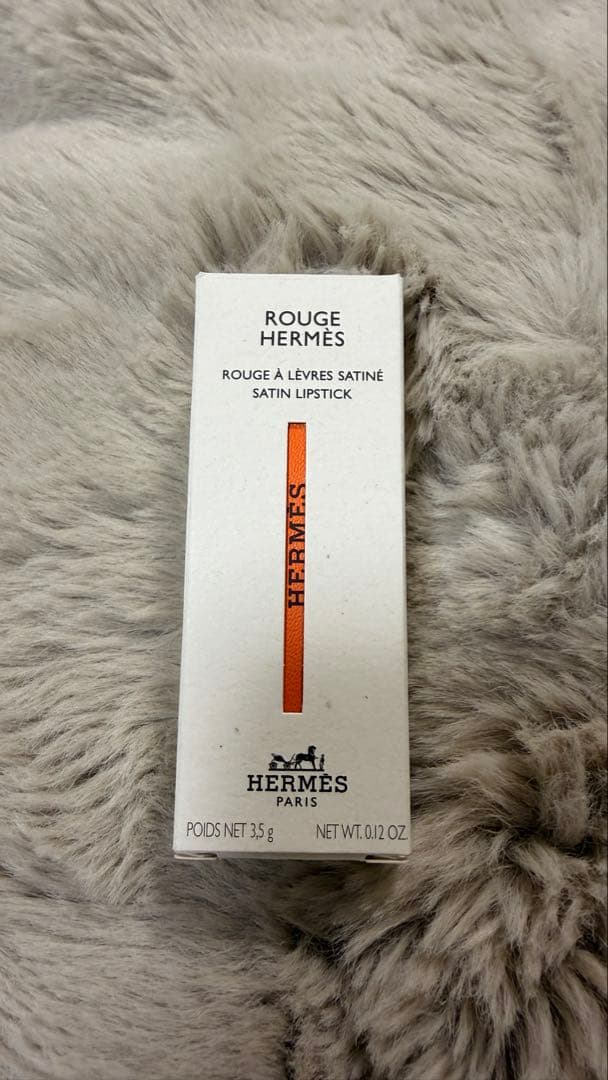 ROUGE
HERMÈS
ROUGE À LÈVRES SATINÉ
SATIN LIPSTICK
HERMÈS
HERMÈS
PARIS
POIDS NET 3,5 g NET WT. 0.12 OZ.